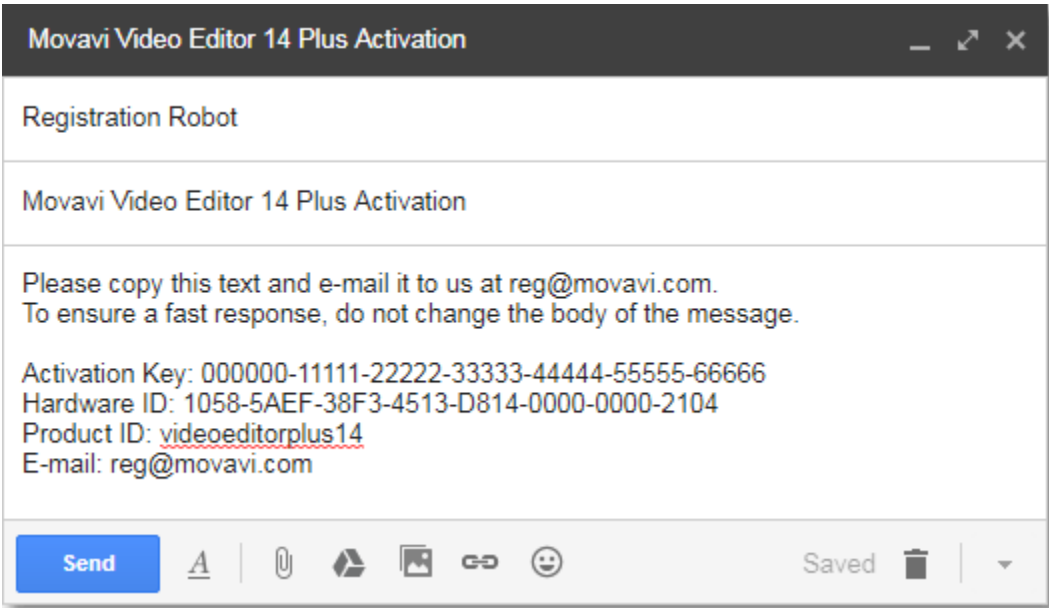 Movavi Video Editor 14 Plus Activation
Registration Robot
Movavi Video Editor 14 Plus Activation
Please copy this text and e-mail it to us at reg@movavi.com.
To ensure a fast response, do not change the body of the message.
Activation Key: 000000-11111-22222-33333-44444-55555-66666
Hardware ID: 1058-5AEF-38F3-4513-D814-0000-0000-2104
Product ID: videoeditorplus14
E-mail: reg@movavi.com
Send A Saved